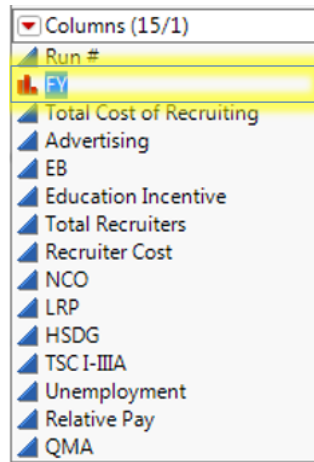 Columns (15/1)
Run #
FY
Total Cost of Recruiting
Advertising
EB
Education Incentive
Total Recruiters
Recruiter Cost
NCO
LRP
HSDG
TSC I-IIIA
Unemployment
Relative Pay
QMA